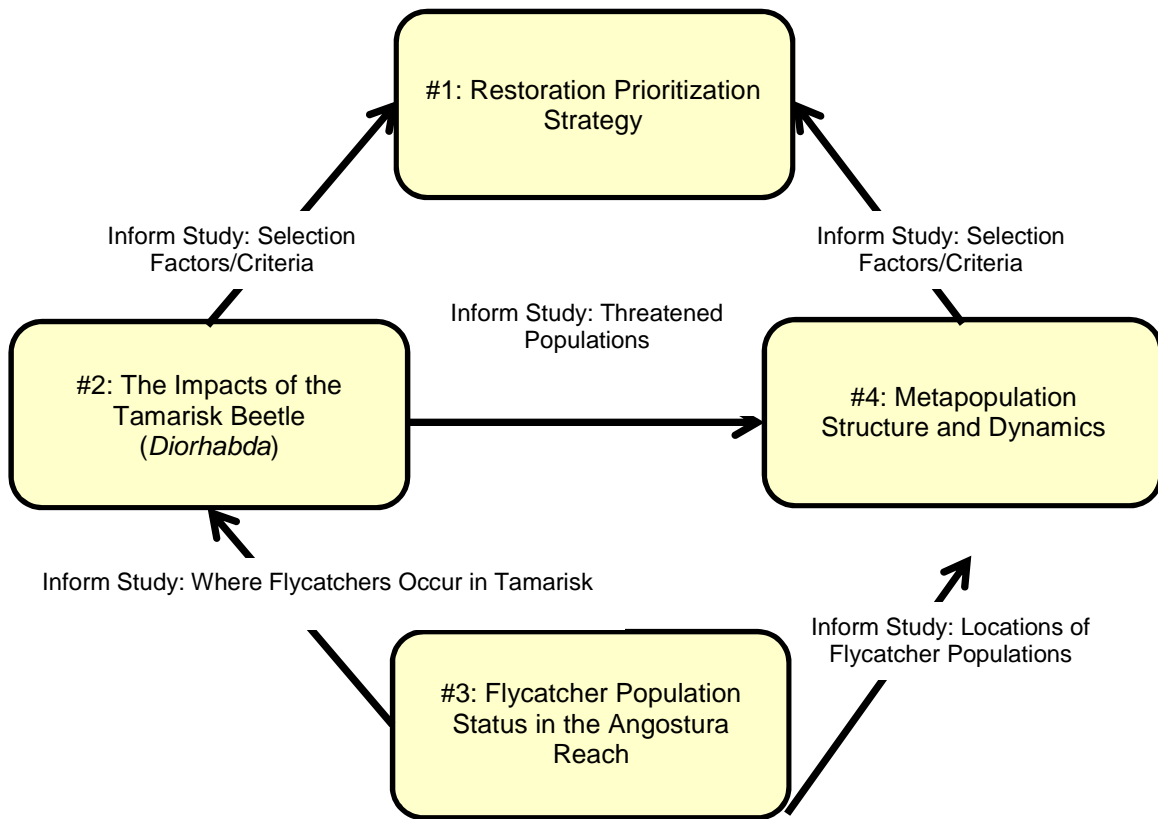 #1: Restoration Prioritization
Strategy
Inform Study: Selection
Factors/Criteria
Inform Study: Selection
Factors/Criteria
Inform Study: Threatened
Populations
#2: The Impacts of the
Tamarisk Beetle
(Diorhabda)
#4: Metapopulation
Structure and Dynamics
Inform Study: Where Flycatchers Occur in Tamarisk
Inform Study: Locations of
Flycatcher Populations
#3: Flycatcher Population
Status in the Angostura
Reach